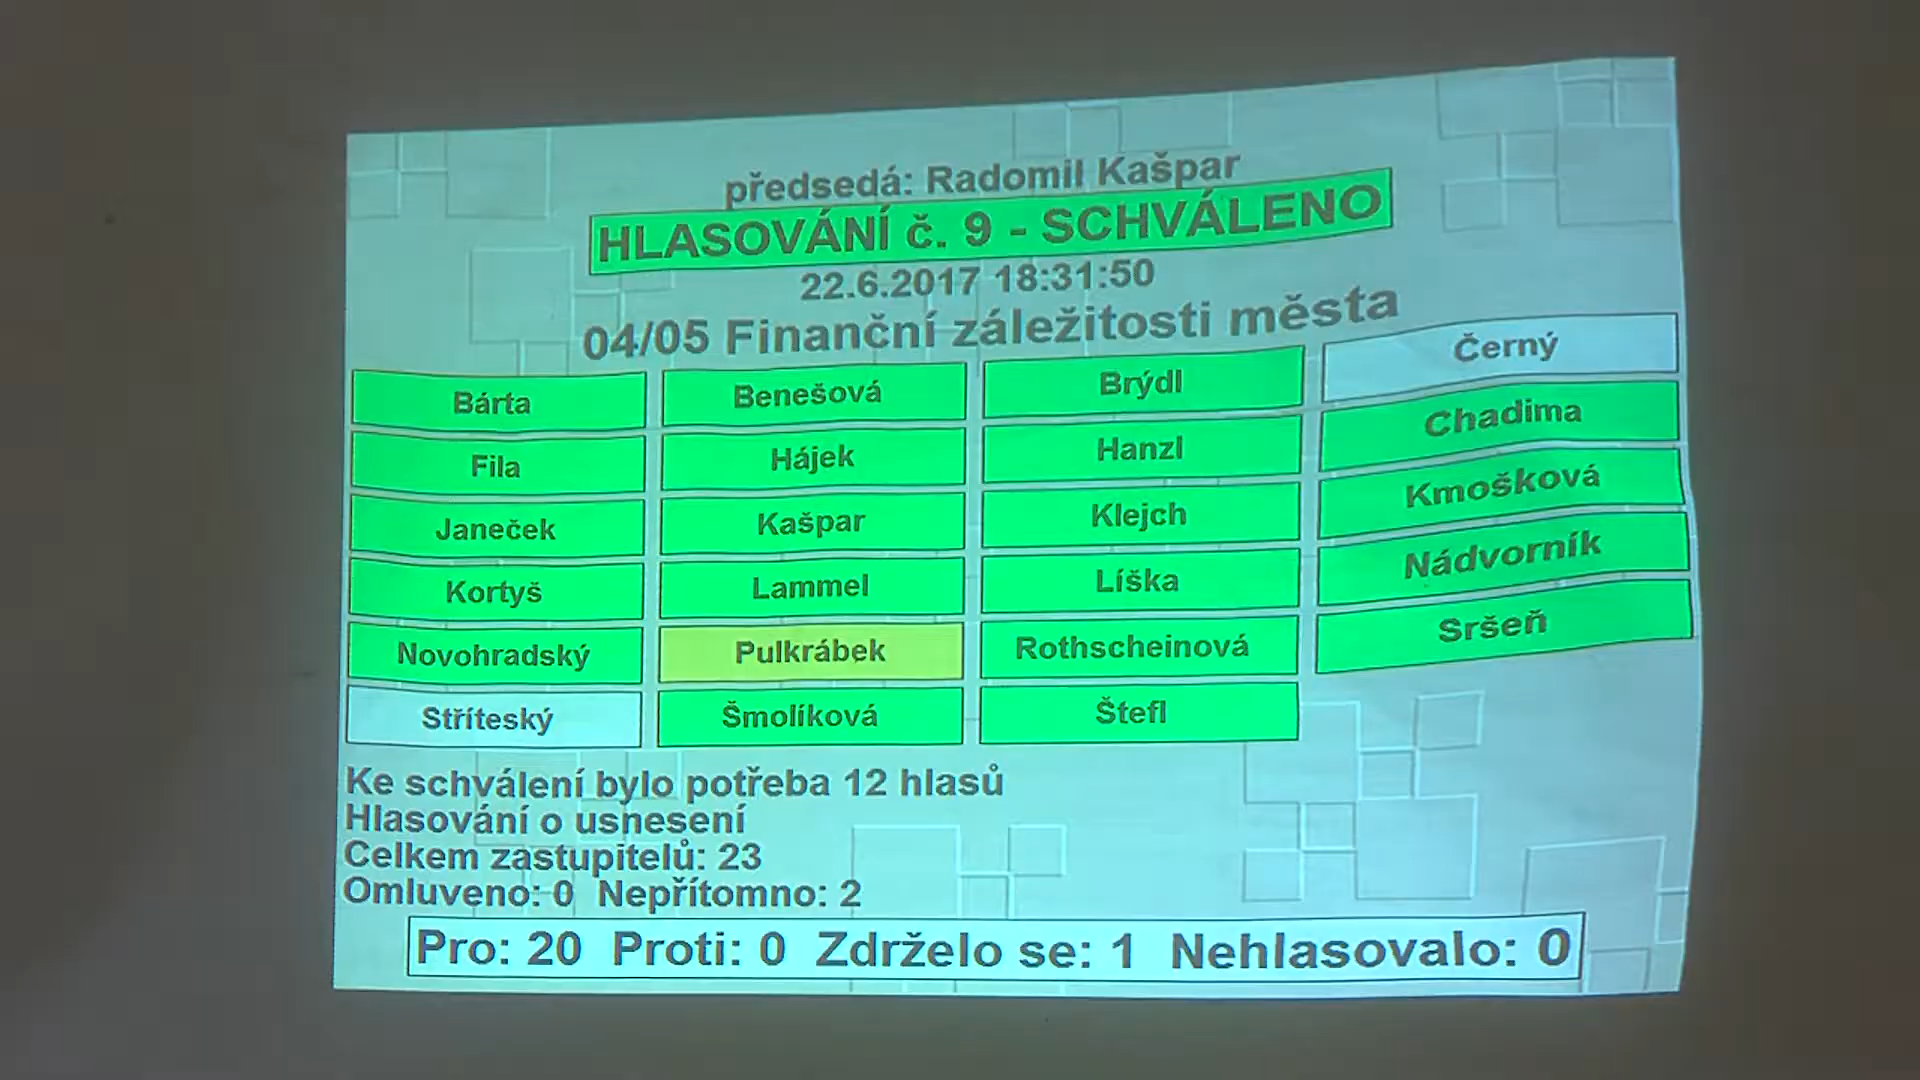 předsedá: Radomil Kašpar
HLASOVÁNÍ č. 9 - SCHVÁLENO
22.6.2017 18:31:50
04/05 Finanční záležitosti města
Bárta Benešová Brýdl Černý
Fila Hájek Hanzl Chadima
Janeček Kašpar Klejch Kmošková
Kortyš Lammel Líška Nádvorník
Novohradský Pulkrábek Rothscheinová Sršeň
Stříteský Šmolíková Štefl
Ke schválení bylo potřeba 12 hlasů
Hlasování o usnesení
Celkem zastupitelů: 23
Omluveno: 0 Nepřítomno: 2
Pro: 20 Proti: 0 Zdrželo se: 1 Nehlasovalo: 0